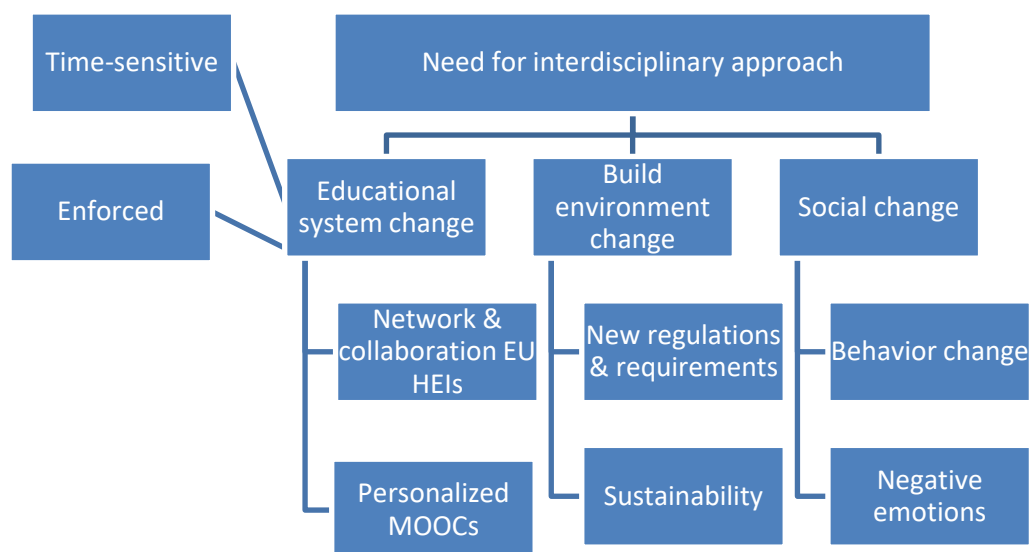 Time-sensitive
Need for interdisciplinary approach
Enforced
Educational
system change
Build
environment
change
Social change
Network &
collaboration EU
HEIs
New regulations
& requirements
Behavior change
Personalized
MOOCs
Sustainability
Negative
emotions